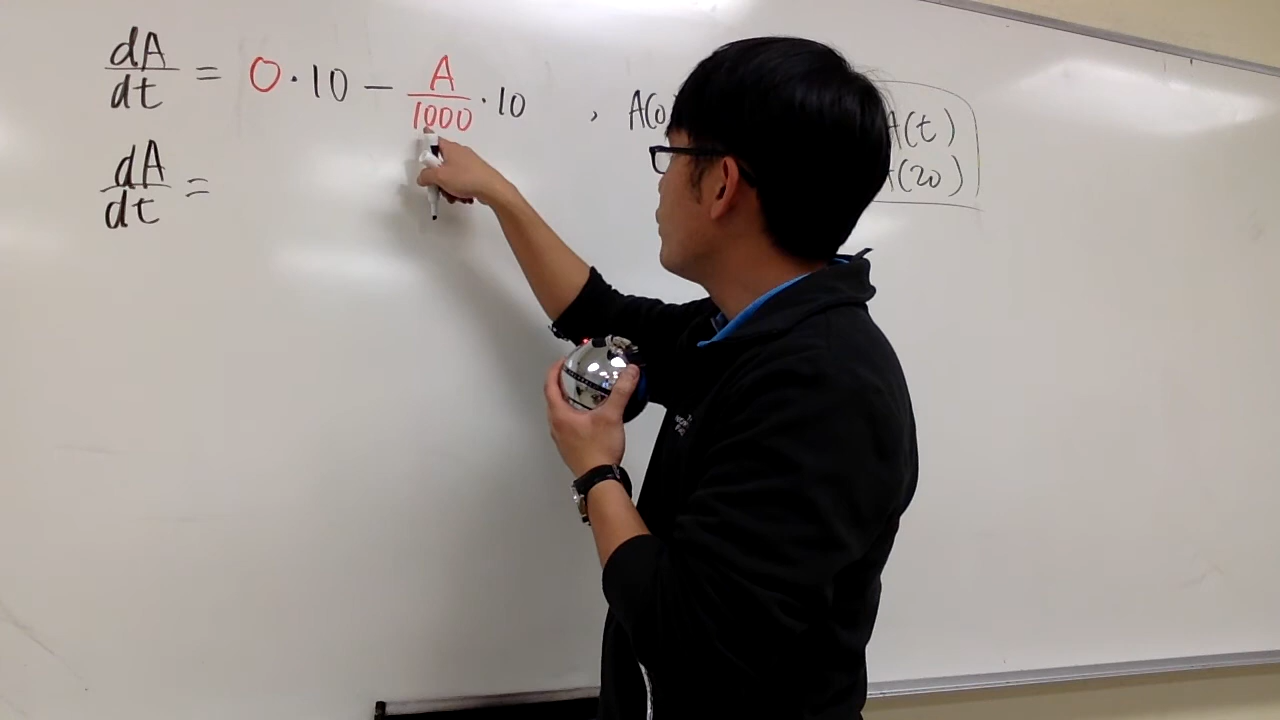 dA/dt = 0 · 10 − A/1000 · 10 , A(0
dA/dt =
A(t)
A(20)